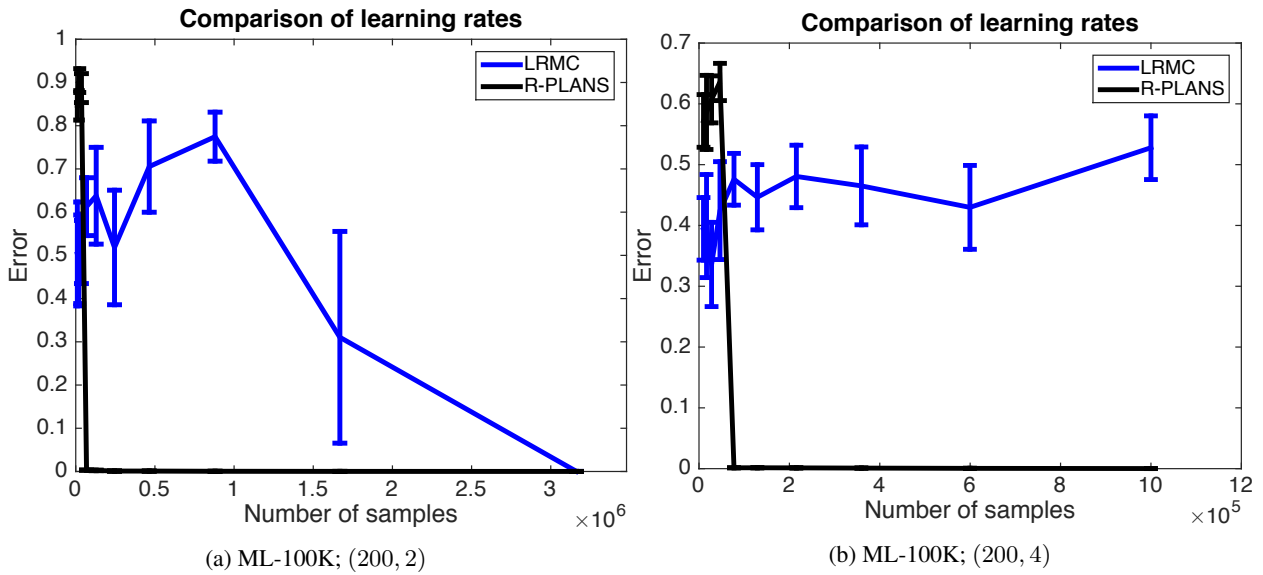 Comparison of learning rates
LRMC
R-PLANS
Error
1
0.9
0.8
0.7
0.6
0.5
0.4
0.3
0.2
0.1
0
0 0.5 1 1.5 2 2.5 3
×10^6
Number of samples
(a) ML-100K; (200, 2)
Comparison of learning rates
LRMC
R-PLANS
Error
0.7
0.6
0.5
0.4
0.3
0.2
0.1
0
0 2 4 6 8 10 12
×10^5
Number of samples
(b) ML-100K; (200, 4)